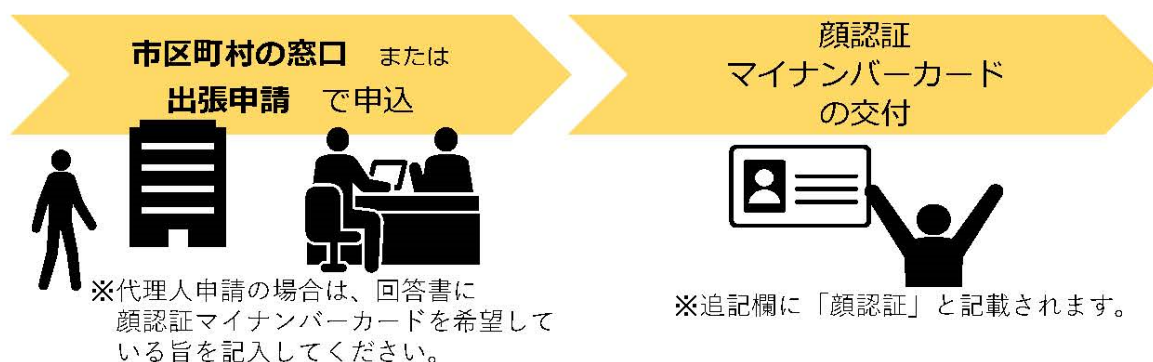 市区町村の窓口 または
出張申請 で申込
※代理人申請の場合は、回答書に
顔認証マイナンバーカードを希望して
いる旨を記入してください。
顔認証
マイナンバーカード
の交付
※追記欄に「顔認証」と記載されます。